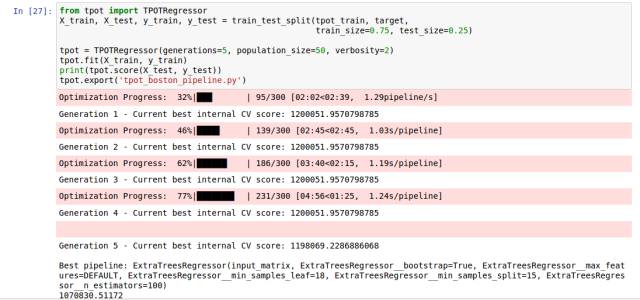 In [27]: from tpot import TPOTRegressor
X_train, X_test, y_train, y_test = train_test_split(tpot_train, target,
train_size=0.75, test_size=0.25)
tpot = TPOTRegressor(generations=5, population_size=50, verbosity=2)
tpot.fit(X_train, y_train)
print(tpot.score(X_test, y_test))
tpot.export('tpot_boston_pipeline.py')
Optimization Progress: 32%| | 95/300 [02:02<02:39, 1.29pipeline/s]
Generation 1 - Current best internal CV score: 1200051.9570798785
Optimization Progress: 46%| | 139/300 [02:45<02:45, 1.03s/pipeline]
Generation 2 - Current best internal CV score: 1200051.9570798785
Optimization Progress: 62%| | 186/300 [03:40<02:15, 1.19s/pipeline]
Generation 3 - Current best internal CV score: 1200051.9570798785
Optimization Progress: 77%| | 231/300 [04:56<01:25, 1.24s/pipeline]
Generation 4 - Current best internal CV score: 1200051.9570798785
Generation 5 - Current best internal CV score: 1198069.2286886068
Best pipeline: ExtraTreesRegressor(input_matrix, ExtraTreesRegressor__bootstrap=True, ExtraTreesRegressor__max_feat
ures=DEFAULT, ExtraTreesRegressor__min_samples_leaf=18, ExtraTreesRegressor__min_samples_split=15, ExtraTreesRegres
sor__n_estimators=100)
1070830.51172